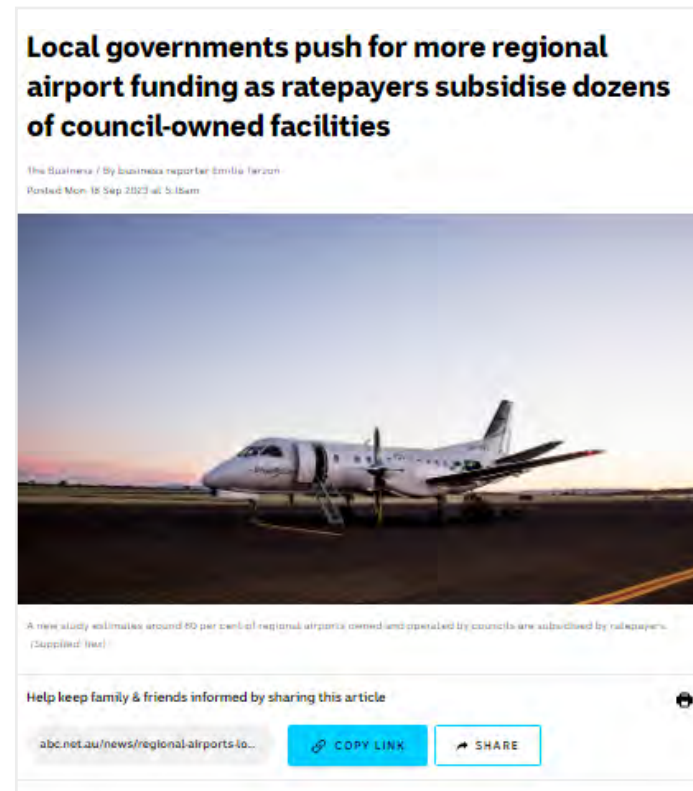 Local governments push for more regional
airport funding as ratepayers subsidise dozens
of council-owned facilities
The Business / By business reporter Emilia Terzon
Posted Mon 18 Sep 2023 at 5:16am
A new study estimates around 60 per cent of regional airports owned and operated by councils are subsidised by ratepayers.
(Supplied: Rex)
Help keep family & friends informed by sharing this article
abc.net.au/news/regional-airports-lo...
COPY LINK
SHARE